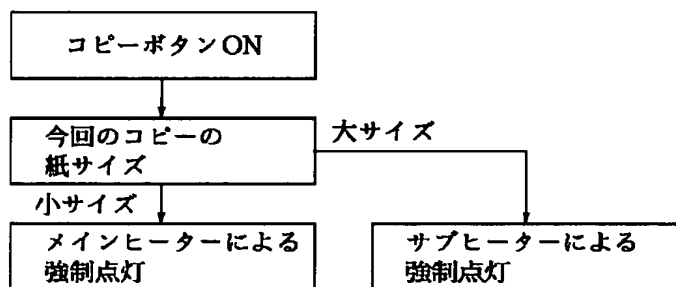 コピーボタンON
今回のコピーの
紙サイズ
大サイズ
小サイズ
メインヒーターによる
強制点灯
サブヒーターによる
強制点灯